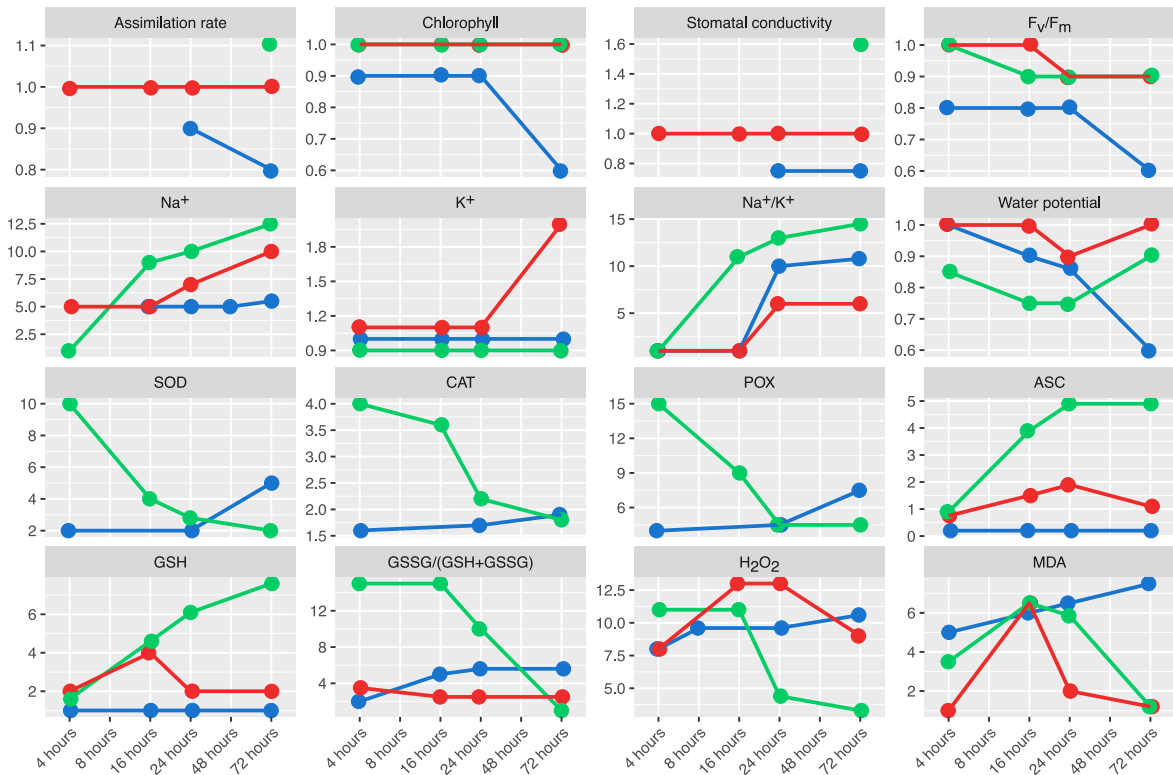 Assimilation rate Chlorophyll Stomatal conductivity Fv/Fm
1.1 1.0 0.9 0.8
1.0 0.9 0.8 0.7 0.6
1.6 1.4 1.2 1.0 0.8
1.0 0.9 0.8 0.7 0.6
Na+ K+ Na+/K+ Water potential
12.5 10.0 7.5 5.0 2.5
1.8 1.5 1.2 0.9
15 10 5
1.0 0.9 0.8 0.7 0.6
SOD CAT POX ASC
10 8 6 4 2
4.0 3.5 3.0 2.5 2.0 1.5
15 12 9 6
5 4 3 2 1 0
GSH GSSG/(GSH+GSSG) H2O2 MDA
6 4 2
12 8 4
12.5 10.0 7.5 5.0
6 4 2
4 hours 8 hours 16 hours 24 hours 48 hours 72 hours
4 hours 8 hours 16 hours 24 hours 48 hours 72 hours
4 hours 8 hours 16 hours 24 hours 48 hours 72 hours
4 hours 8 hours 16 hours 24 hours 48 hours 72 hours